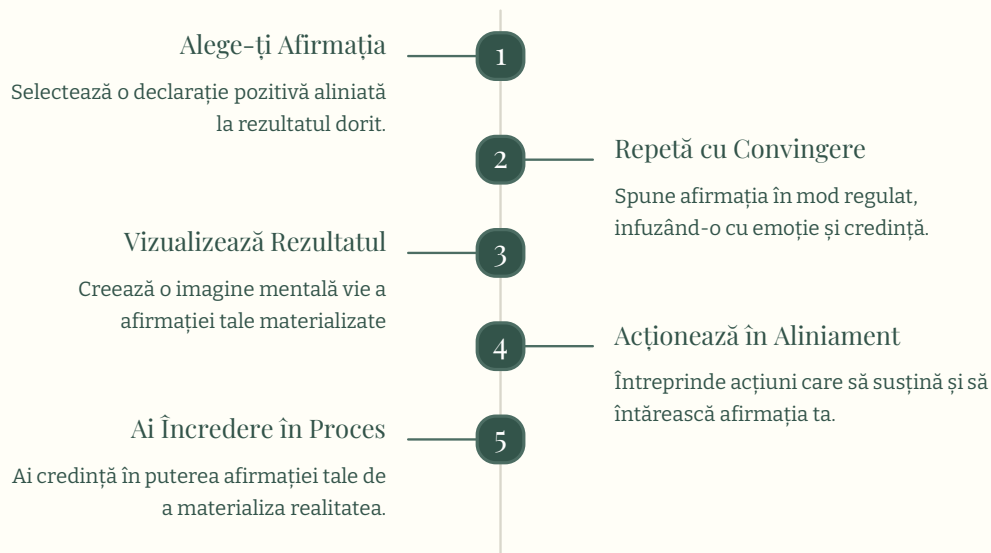 Alege-ți Afirmația
1
Selectează o declarație pozitivă aliniată
la rezultatul dorit.
2
Repetă cu Convingere
Spune afirmația în mod regulat,
infuzând-o cu emoție și credință.
Vizualizează Rezultatul
3
Creează o imagine mentală vie a
afirmației tale materializate
4
Acționează în Aliniament
Întreprinde acțiuni care să susțină și să
întărească afirmația ta.
Ai Încredere în Proces
5
Ai credință în puterea afirmației tale de
a materializa realitatea.